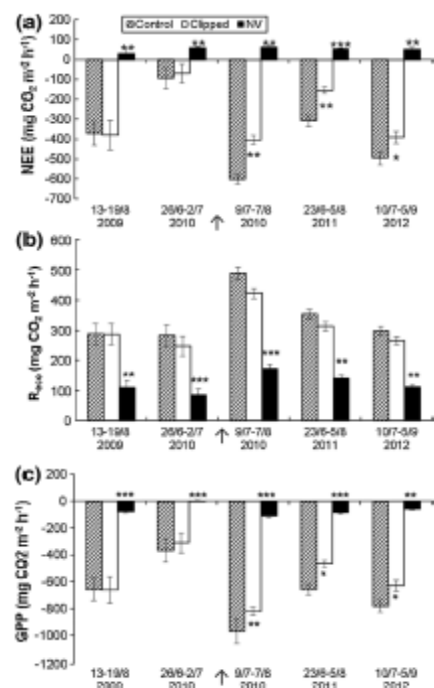 (a)
Control Clipped NV
NEE (mg CO₂ m⁻² h⁻¹)
100
0
-100
-200
-300
-400
-500
-600
-700
** ** ** *** **
** ** *
13-19/8 26/6-2/7 9/7-7/8 23/6-5/8 10/7-5/9
2009 2010 ↑ 2010 2011 2012
(b)
R_eco (mg CO₂ m⁻² h⁻¹)
600
500
400
300
200
100
0
** *** *** ** **
13-19/8 26/6-2/7 9/7-7/8 23/6-5/8 10/7-5/9
2009 2010 ↑ 2010 2011 2012
(c)
GPP (mg CO2 m⁻² h⁻¹)
200
0
-200
-400
-600
-800
-1000
-1200
*** *** *** *** **
** * *
13-19/8 26/6-2/7 9/7-7/8 23/6-5/8 10/7-5/9
2009 2010 ↑ 2010 2011 2012